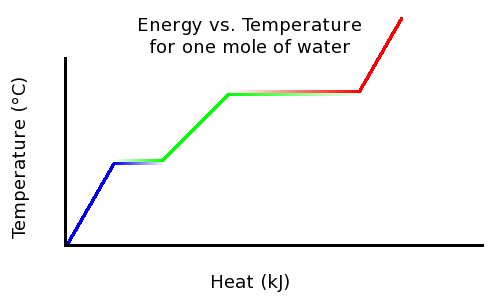 Energy vs. Temperature
for one mole of water
Temperature (°C)
Heat (kJ)